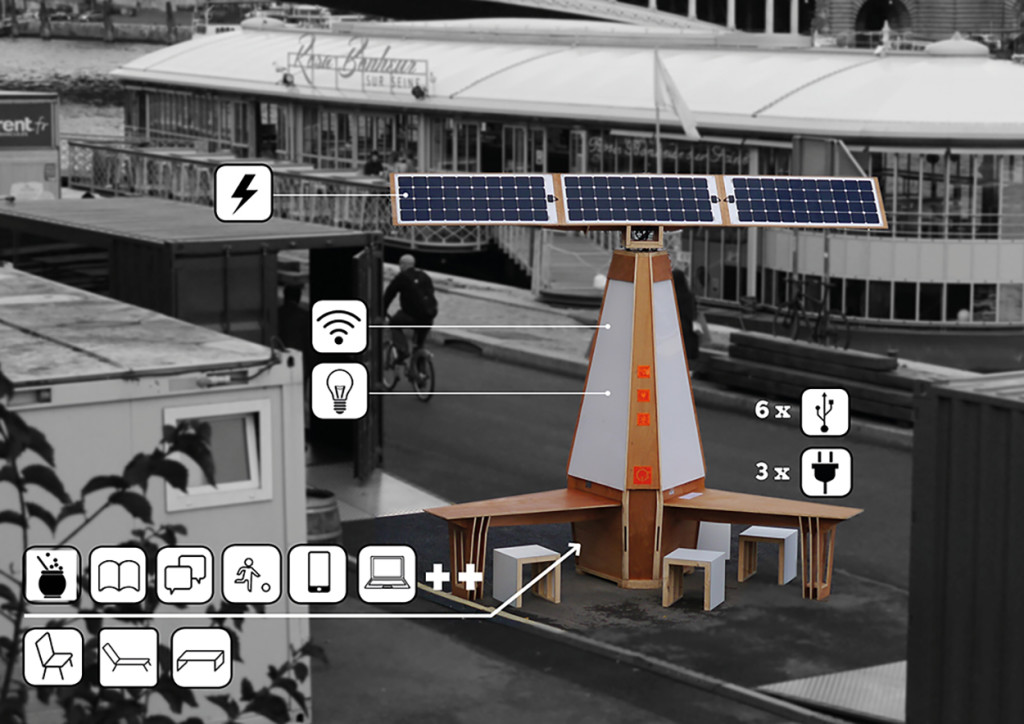 Rosa Bonheur
SUR SEINE
rent.fr
6 x
3 x